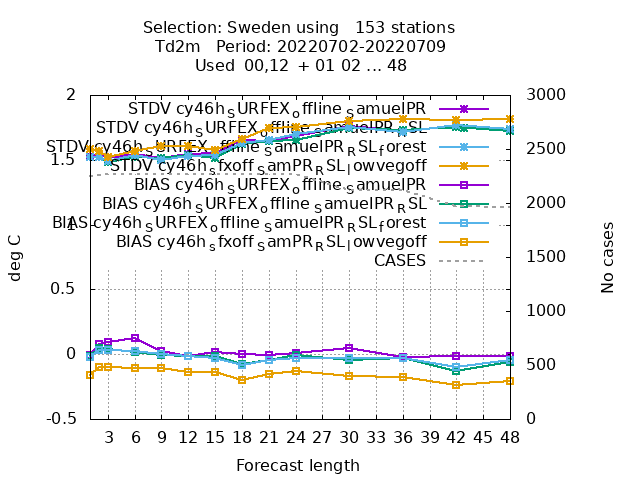 Selection: Sweden using   153 stations
Td2m   Period: 20220702-20220709
Used  00,12  + 01 02 ... 48
STDV cy46h_SURFEX_offline_SamuelPR
STDV cy46h_SURFEX_offline_SamuelPR_RSL
STDV cy46h_SURFEX_offline_SamuelPR_RSL_forest
STDV cy46h_sfxoff_SamPR_RSL_lowvegoff
BIAS cy46h_SURFEX_offline_SamuelPR
BIAS cy46h_SURFEX_offline_SamuelPR_RSL
BIAS cy46h_SURFEX_offline_SamuelPR_RSL_forest
BIAS cy46h_sfxoff_SamPR_RSL_lowvegoff
CASES
2
1.5
1
0.5
0
-0.5
deg C
3000
2500
2000
1500
1000
500
0
No cases
3 6 9 12 15 18 21 24 27 30 33 36 39 42 45 48
Forecast length